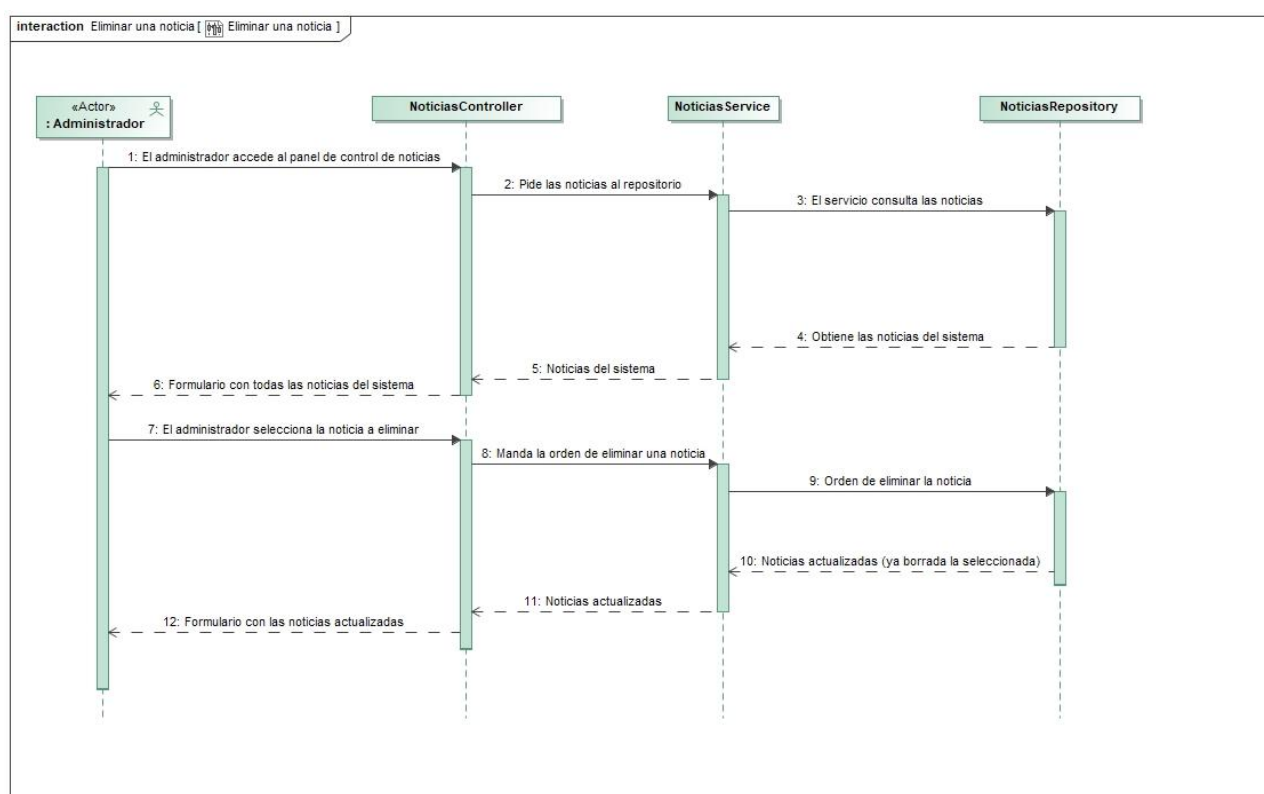 interaction Eliminar una noticia [ Eliminar una noticia ]
«Actor»
: Administrador
NoticiasController
NoticiasService
NoticiasRepository
1: El administrador accede al panel de control de noticias
2: Pide las noticias al repositorio
3: El servicio consulta las noticias
4: Obtiene las noticias del sistema
5: Noticias del sistema
6: Formulario con todas las noticias del sistema
7: El administrador selecciona la noticia a eliminar
8: Manda la orden de eliminar una noticia
9: Orden de eliminar la noticia
10: Noticias actualizadas (ya borrada la seleccionada)
11: Noticias actualizadas
12: Formulario con las noticias actualizadas